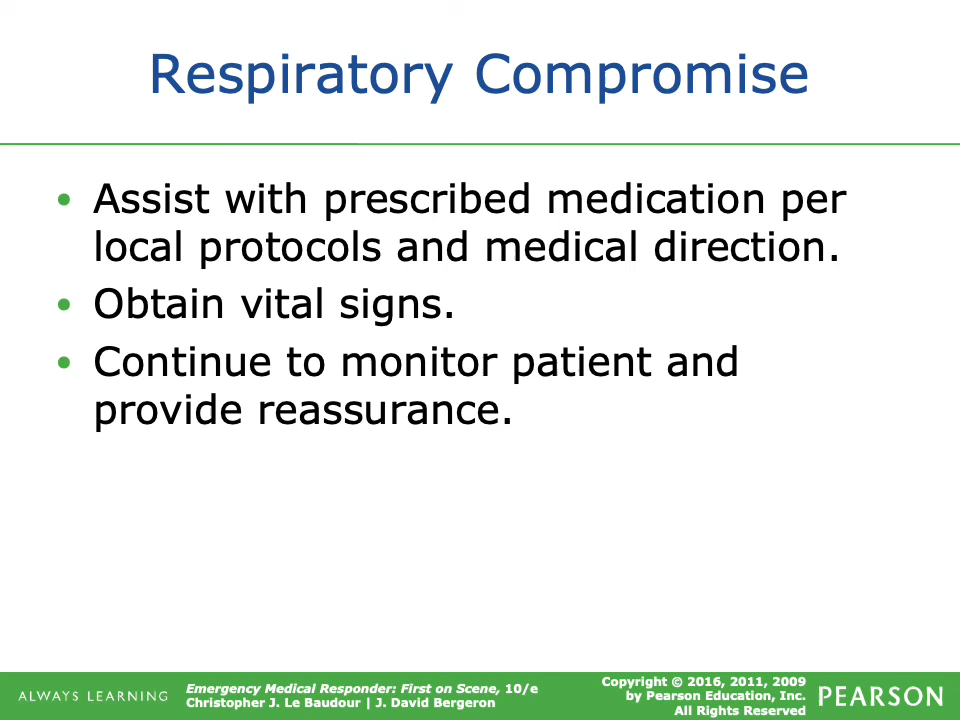 Respiratory Compromise
• Assist with prescribed medication per
local protocols and medical direction.
• Obtain vital signs.
• Continue to monitor patient and
provide reassurance.
ALWAYS LEARNING
Emergency Medical Responder: First on Scene, 10/e
Christopher J. Le Baudour | J. David Bergeron
Copyright © 2016, 2011, 2009
by Pearson Education, Inc.
All Rights Reserved
PEARSON